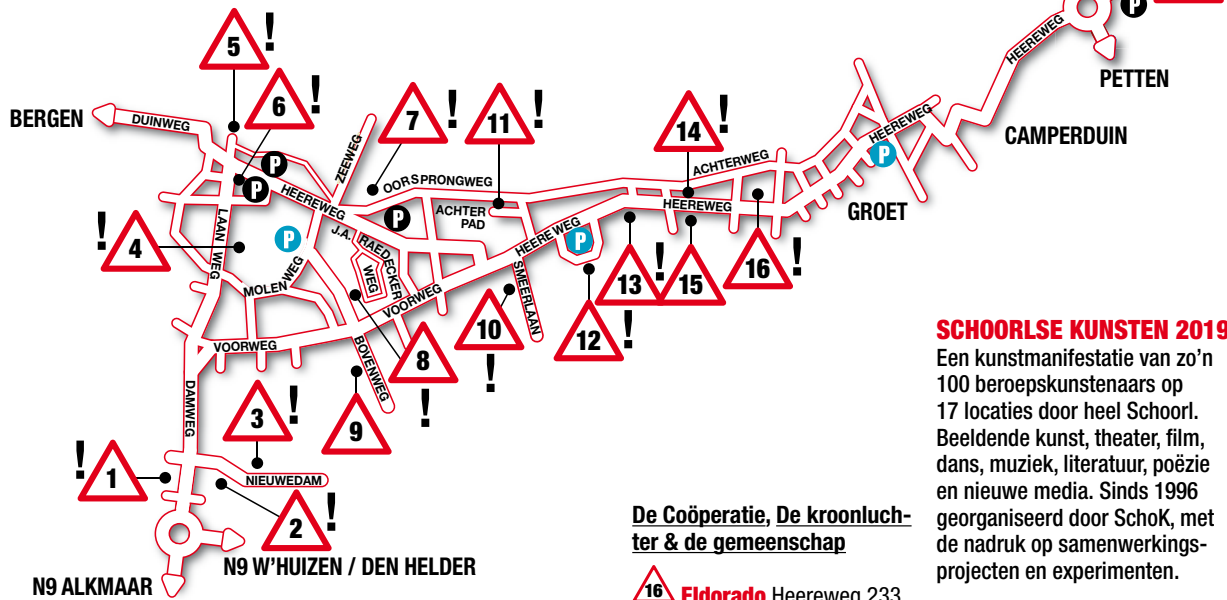 5 !
6 !
7 !
11 !
14 !
P
HEEREWEG
PETTEN
BERGEN
DUINWEG
ZEEWEG
P
P
HEEREWEG
OORSPRONGWEG
ACHTER
PAD
P
ACHTERWEG
HEEREWEG
HEEREWEG
P
CAMPERDUIN
GROET
! 4
LAAN WEG
P
J.A. RAEDECKER
WEG
MOLENWEG
VOORWEG
HEEREWEG
P
SMEERLAAN
13 !
15
16 !
10
!
12 !
VOORWEG
BOVENWEG
8
!
9
DAMWEG
3 !
! 1
NIEUWEDAM
2 !
N9 W'HUIZEN / DEN HELDER
N9 ALKMAAR
De Coöperatie, De kroonluch-
ter & de gemeenschap
16 Eldorado Heereweg 233
SCHOORLSE KUNSTEN 2019
Een kunstmanifestatie van zo’n
100 beroepskunstenaars op
17 locaties door heel Schoorl.
Beeldende kunst, theater, film,
dans, muziek, literatuur, poëzie
en nieuwe media. Sinds 1996
georganiseerd door SchoK, met
de nadruk op samenwerkings-
projecten en experimenten.